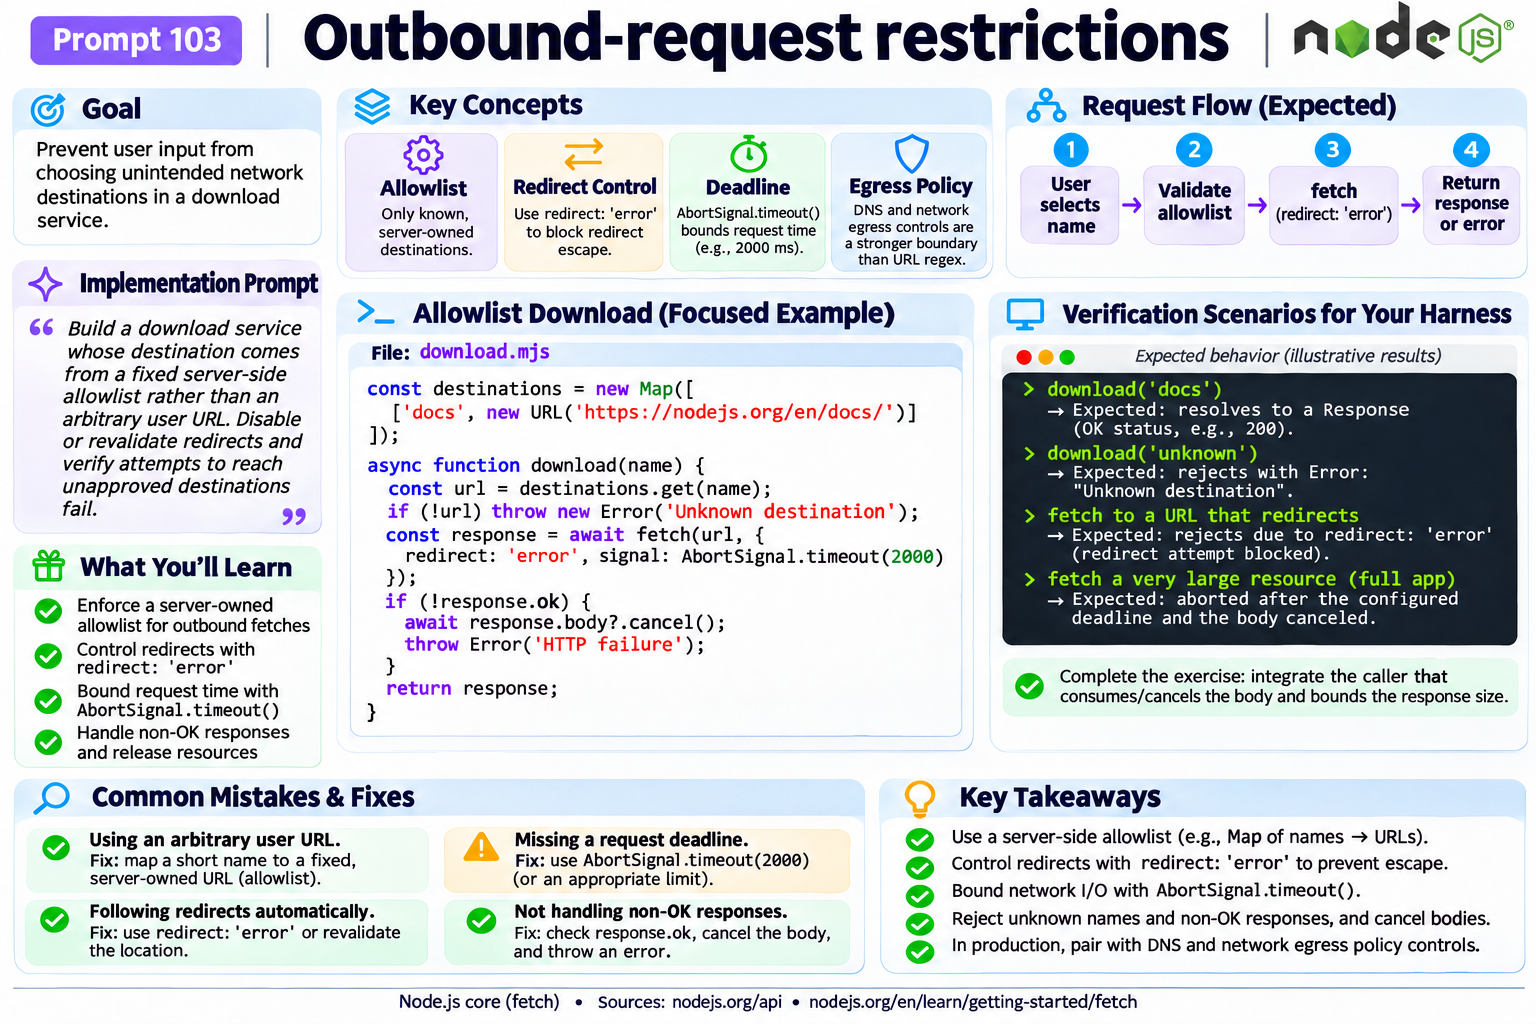 Prompt 103
Outbound-request restrictions
node
JS®
Goal
Prevent user input from
choosing unintended network
destinations in a download
service.
Implementation Prompt
“ Build a download service
whose destination comes
from a fixed server-side
allowlist rather than an
arbitrary user URL. Disable
or revalidate redirects and
verify attempts to reach
unapproved destinations
fail. ”
What You’ll Learn
Enforce a server-owned
allowlist for outbound fetches
Control redirects with
redirect: 'error'
Bound request time with
AbortSignal.timeout()
Handle non-OK responses
and release resources
Key Concepts
Allowlist
Only known,
server-owned
destinations.
Redirect Control
Use redirect: 'error'
to block redirect
escape.
Deadline
AbortSignal.timeout()
bounds request time
(e.g., 2000 ms).
Egress Policy
DNS and network
egress controls are
a stronger boundary
than URL regex.
Request Flow (Expected)
1
User
selects
name
→
2
Validate
allowlist
→
3
fetch
(redirect: 'error')
→
4
Return
response
or error
Allowlist Download (Focused Example)
File: download.mjs
const destinations = new Map([
['docs', new URL('https://nodejs.org/en/docs/')]
]);
async function download(name) {
const url = destinations.get(name);
if (!url) throw new Error('Unknown destination');
const response = await fetch(url, {
redirect: 'error', signal: AbortSignal.timeout(2000)
});
if (!response.ok) {
await response.body?.cancel();
throw Error('HTTP failure');
}
return response;
}
Verification Scenarios for Your Harness
Expected behavior (illustrative results)
> download('docs')
→ Expected: resolves to a Response
(OK status, e.g., 200).
> download('unknown')
→ Expected: rejects with Error:
"Unknown destination".
> fetch to a URL that redirects
→ Expected: rejects due to redirect: 'error'
(redirect attempt blocked).
> fetch a very large resource (full app)
→ Expected: aborted after the configured
deadline and the body canceled.
Complete the exercise: integrate the caller that
consumes/cancels the body and bounds the response size.
Common Mistakes & Fixes
Using an arbitrary user URL.
Fix: map a short name to a fixed,
server-owned URL (allowlist).
Missing a request deadline.
Fix: use AbortSignal.timeout(2000)
(or an appropriate limit).
Following redirects automatically.
Fix: use redirect: 'error' or revalidate
the location.
Not handling non-OK responses.
Fix: check response.ok, cancel the body,
and throw an error.
Key Takeaways
Use a server-side allowlist (e.g., Map of names → URLs).
Control redirects with redirect: 'error' to prevent escape.
Bound network I/O with AbortSignal.timeout().
Reject unknown names and non-OK responses, and cancel bodies.
In production, pair with DNS and network egress policy controls.
Node.js core (fetch) • Sources: nodejs.org/api • nodejs.org/en/learn/getting-started/fetch